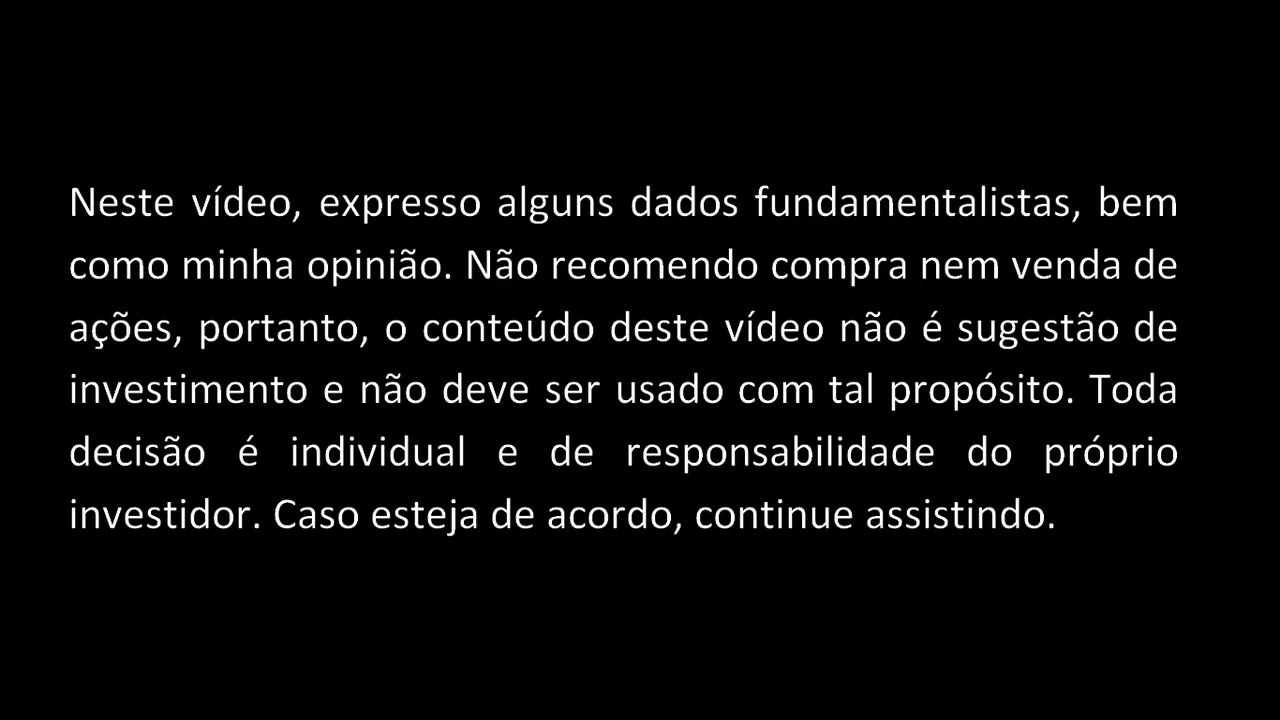 Neste vídeo, expresso alguns dados fundamentalistas, bem
como minha opinião. Não recomendo compra nem venda de
ações, portanto, o conteúdo deste vídeo não é sugestão de
investimento e não deve ser usado com tal propósito. Toda
decisão é individual e de responsabilidade do próprio
investidor. Caso esteja de acordo, continue assistindo.